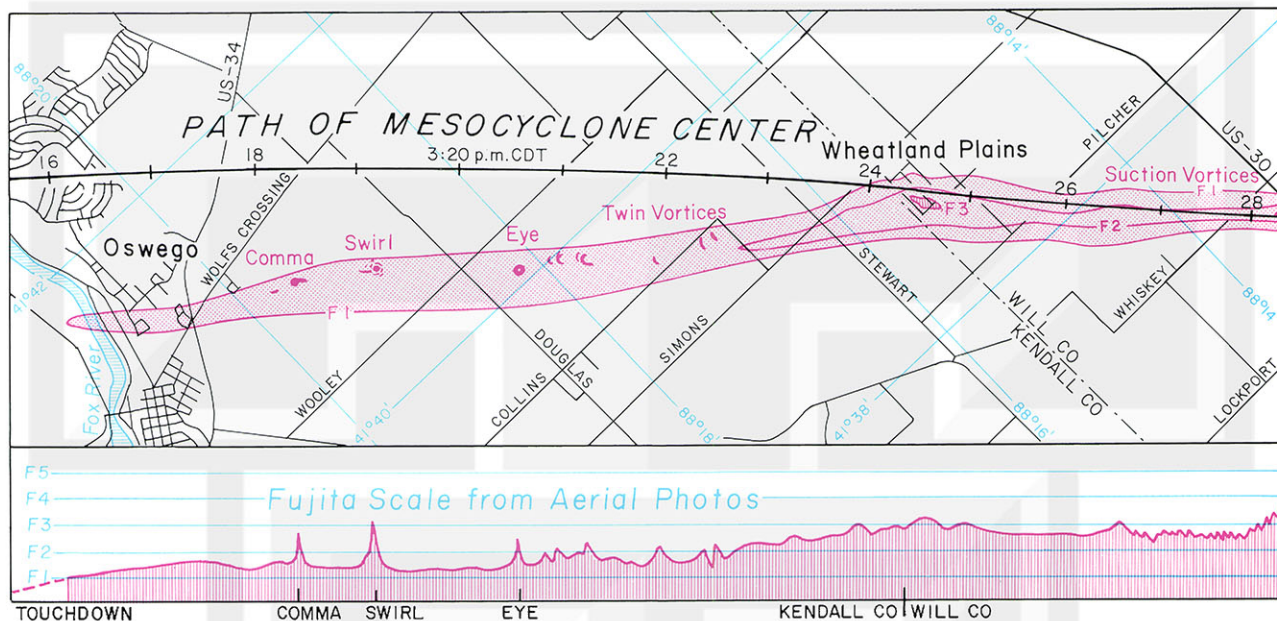 88°20'
US-34
88°14'
PILCHER
US-30
PATH OF MESOCYCLONE CENTER
16
18
3:20 p.m. CDT
22
24
26
28
Wheatland Plains
Suction Vortices
F1
F3
F2
Twin Vortices
Oswego
WOLFS CROSSING
Comma
Swirl
Eye
F1
41°42'
Fox River
WOOLEY
41°40'
COLLINS
DOUGLAS
SIMONS
88°18'
STEWART
41°38'
88°16'
WILL CO
KENDALL CO
WHISKEY
88°14'
LOCKPORT
F5
F4
F3
F2
F1
Fujita Scale from Aerial Photos
TOUCHDOWN
COMMA
SWIRL
EYE
KENDALL CO
WILL CO